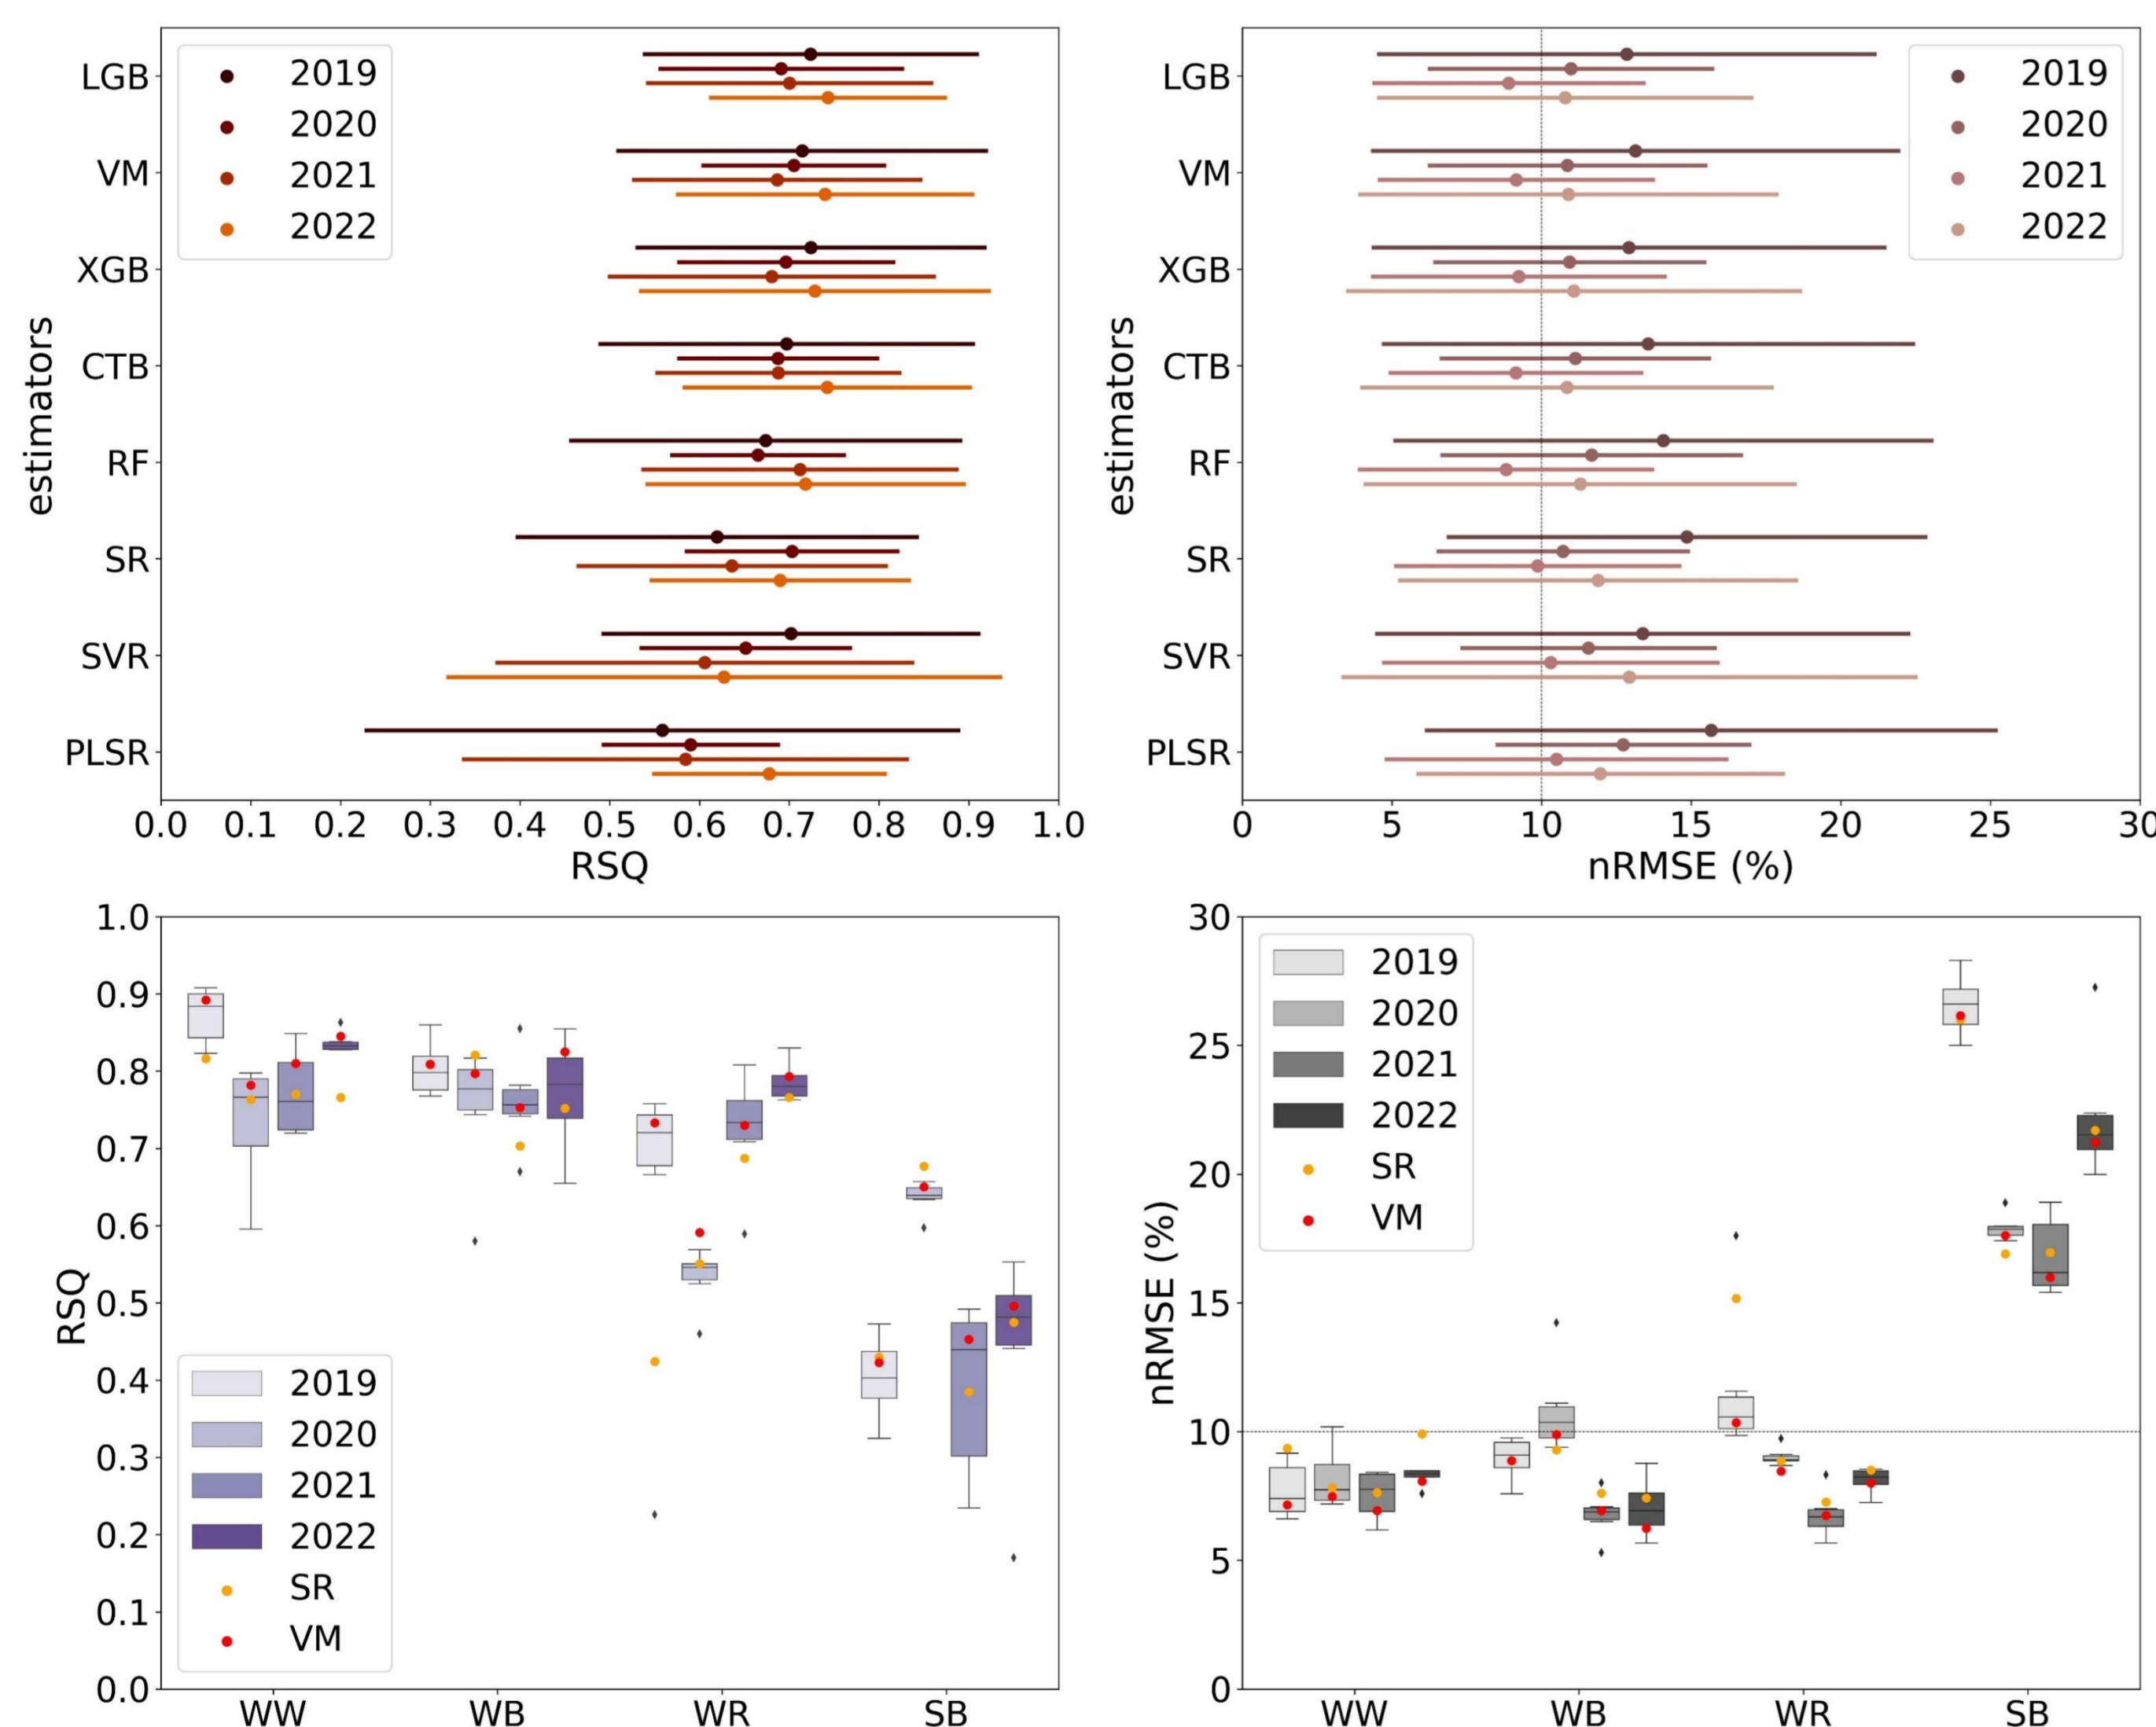 2019
2020
2021
2022
LGB
VM
XGB
CTB
RF
SR
SVR
PLSR
estimators
0.0 0.1 0.2 0.3 0.4 0.5 0.6 0.7 0.8 0.9 1.0
RSQ
2019
2020
2021
2022
LGB
VM
XGB
CTB
RF
SR
SVR
PLSR
estimators
0 5 10 15 20 25 30
nRMSE (%)
1.0
0.9
0.8
0.7
0.6
0.5
0.4
0.3
0.2
0.1
0.0
RSQ
2019
2020
2021
2022
SR
VM
WW WB WR SB
30
25
20
15
10
5
0
nRMSE (%)
2019
2020
2021
2022
SR
VM
WW WB WR SB